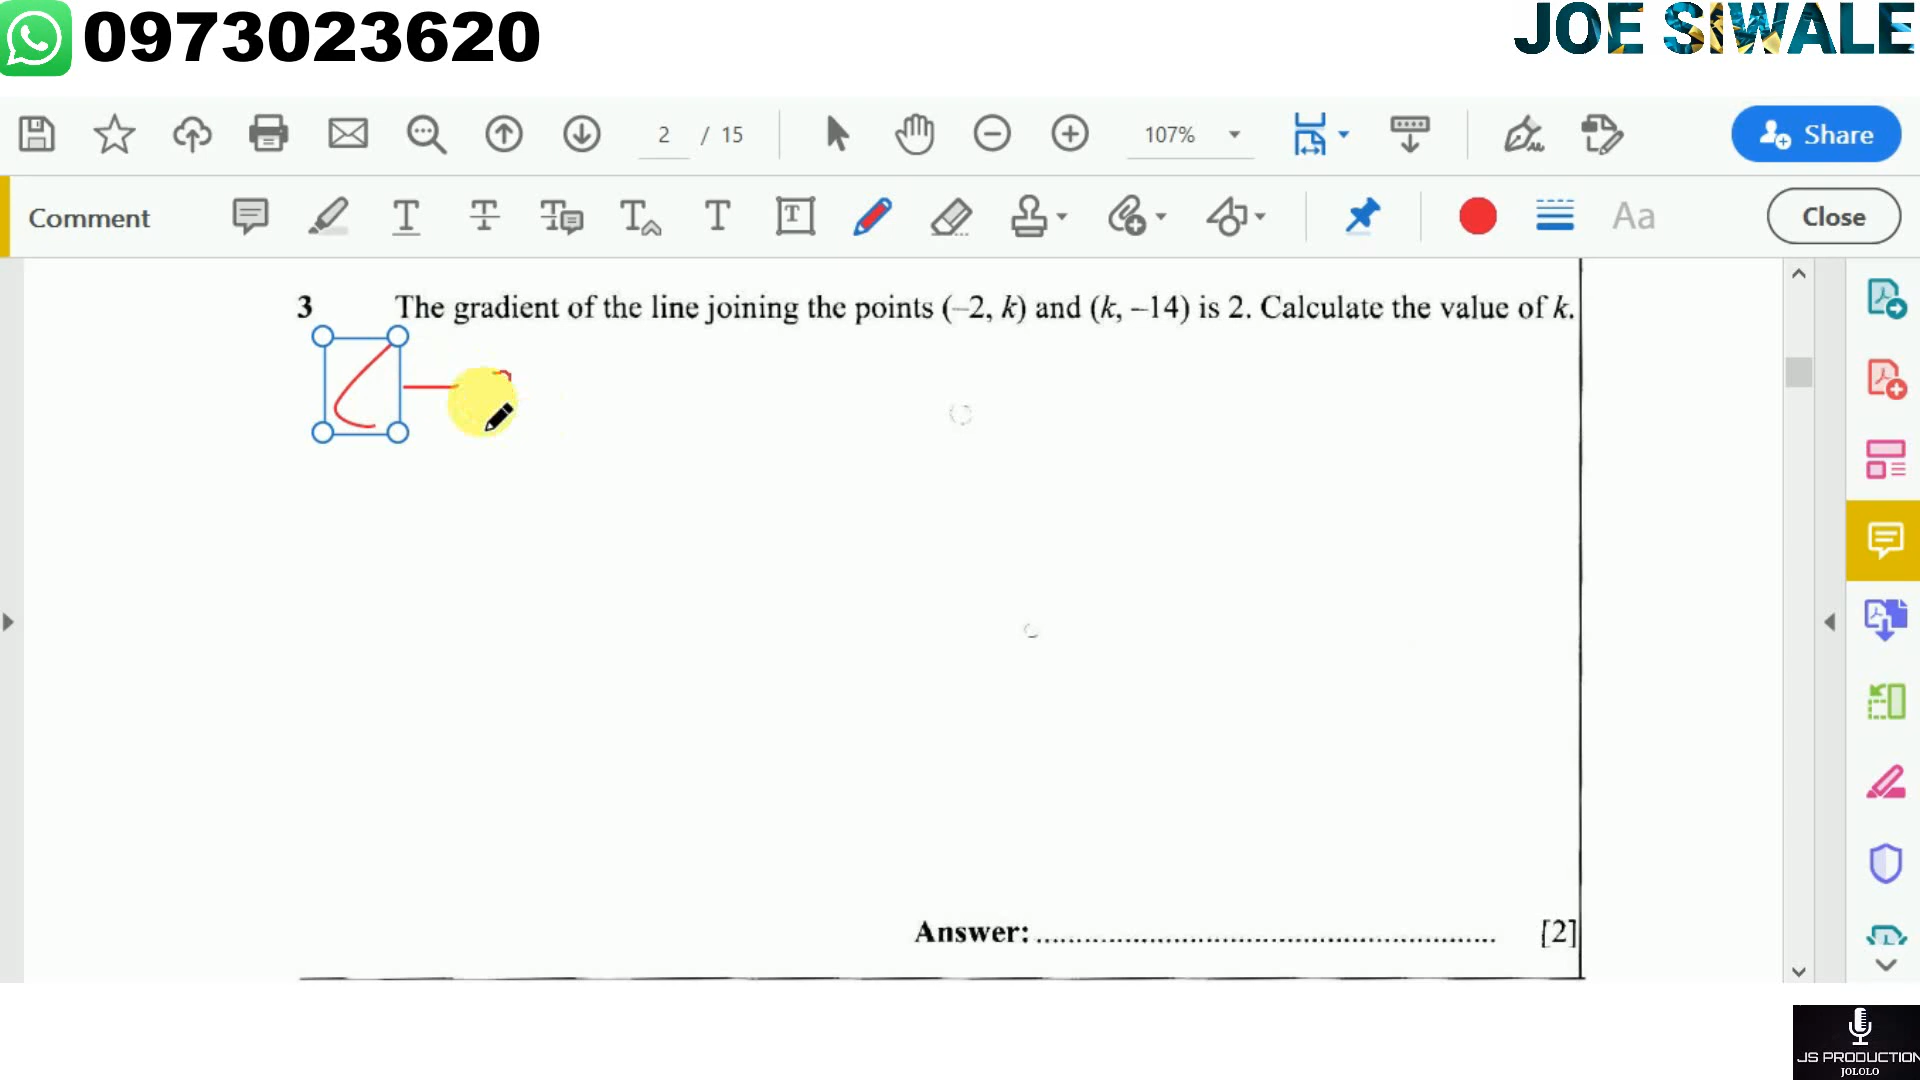 0973023620
JOE SIWALE
2 / 15
107%
Share
Comment
Aa
Close
3 The gradient of the line joining the points (–2, k) and (k, –14) is 2. Calculate the value of k.
Answer: .......................................................... [2]
JS PRODUCTION
JOLOLO